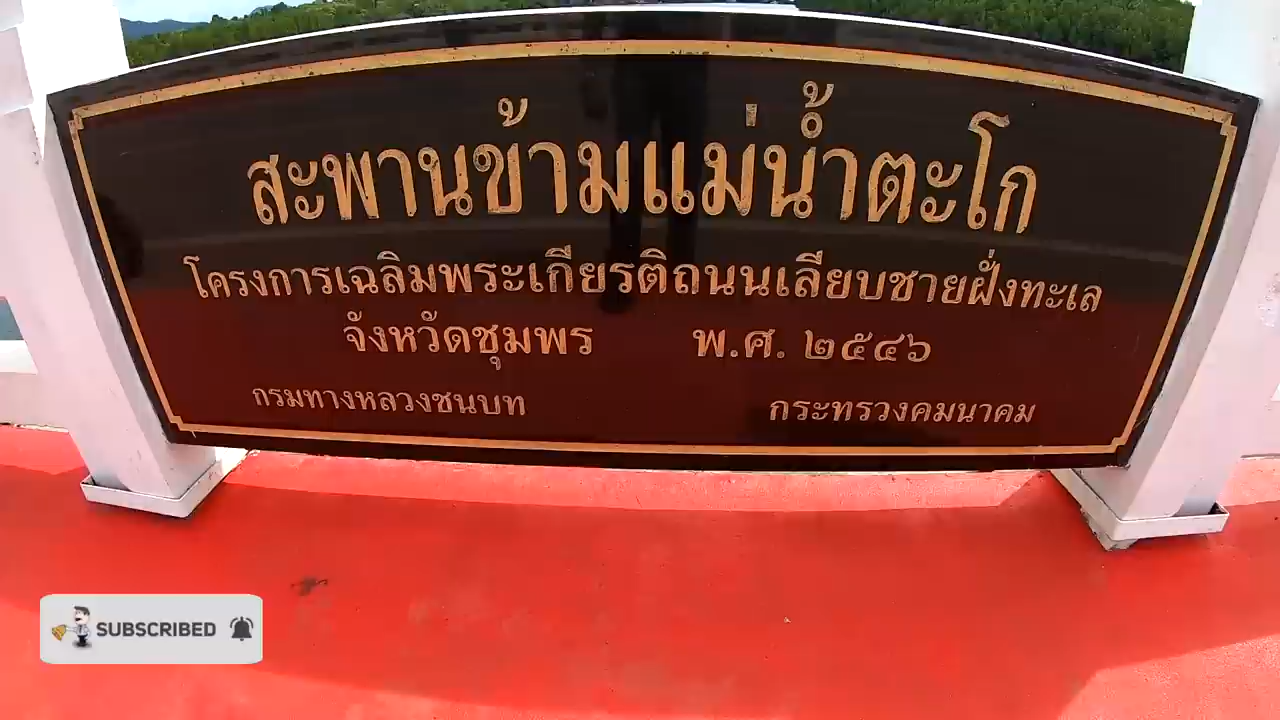 สะพานข้ามแม่น้ำตะโก
โครงการเฉลิมพระเกียรติถนนเลียบชายฝั่งทะเล
จังหวัดชุมพร พ.ศ. ๒๕๔๖
กรมทางหลวงชนบท กระทรวงคมนาคม
SUBSCRIBED